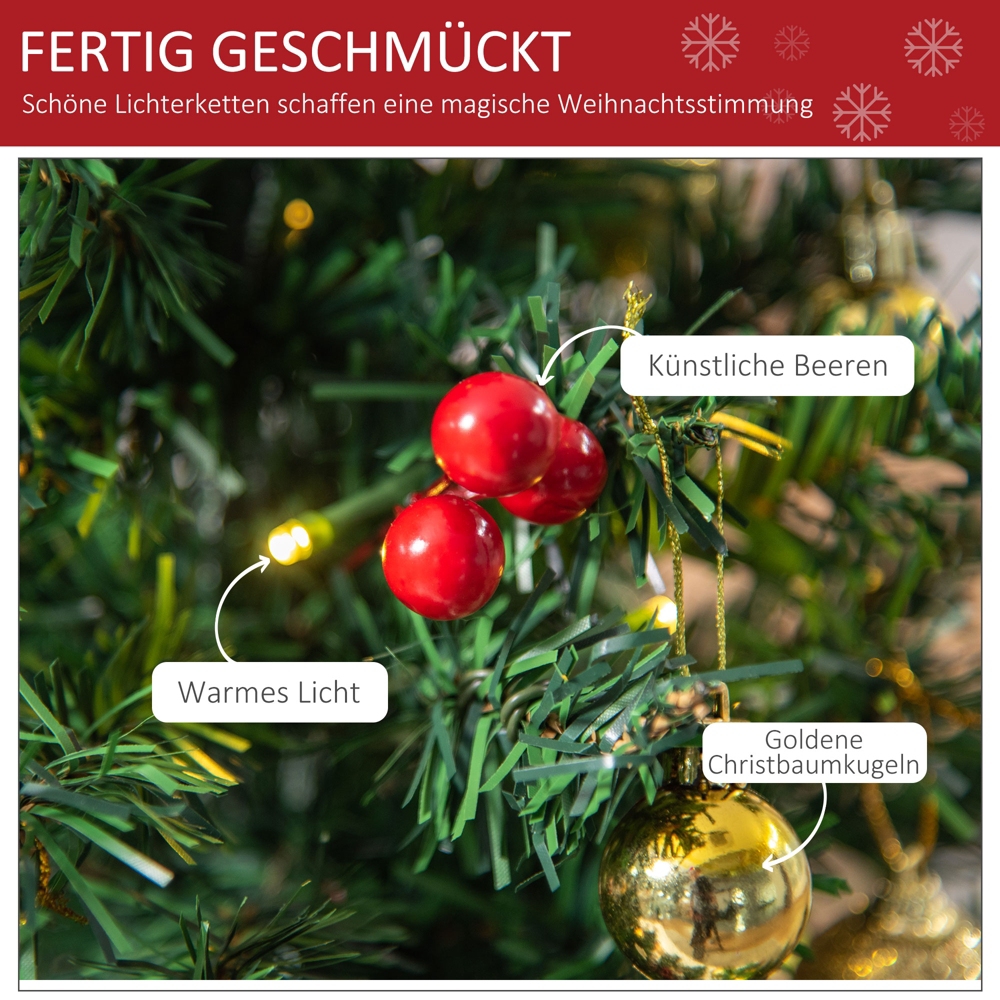 FERTIG GESCHMÜCKT
Schöne Lichterketten schaffen eine magische Weihnachtsstimmung
Künstliche Beeren
Warmes Licht
Goldene
Christbaumkugeln